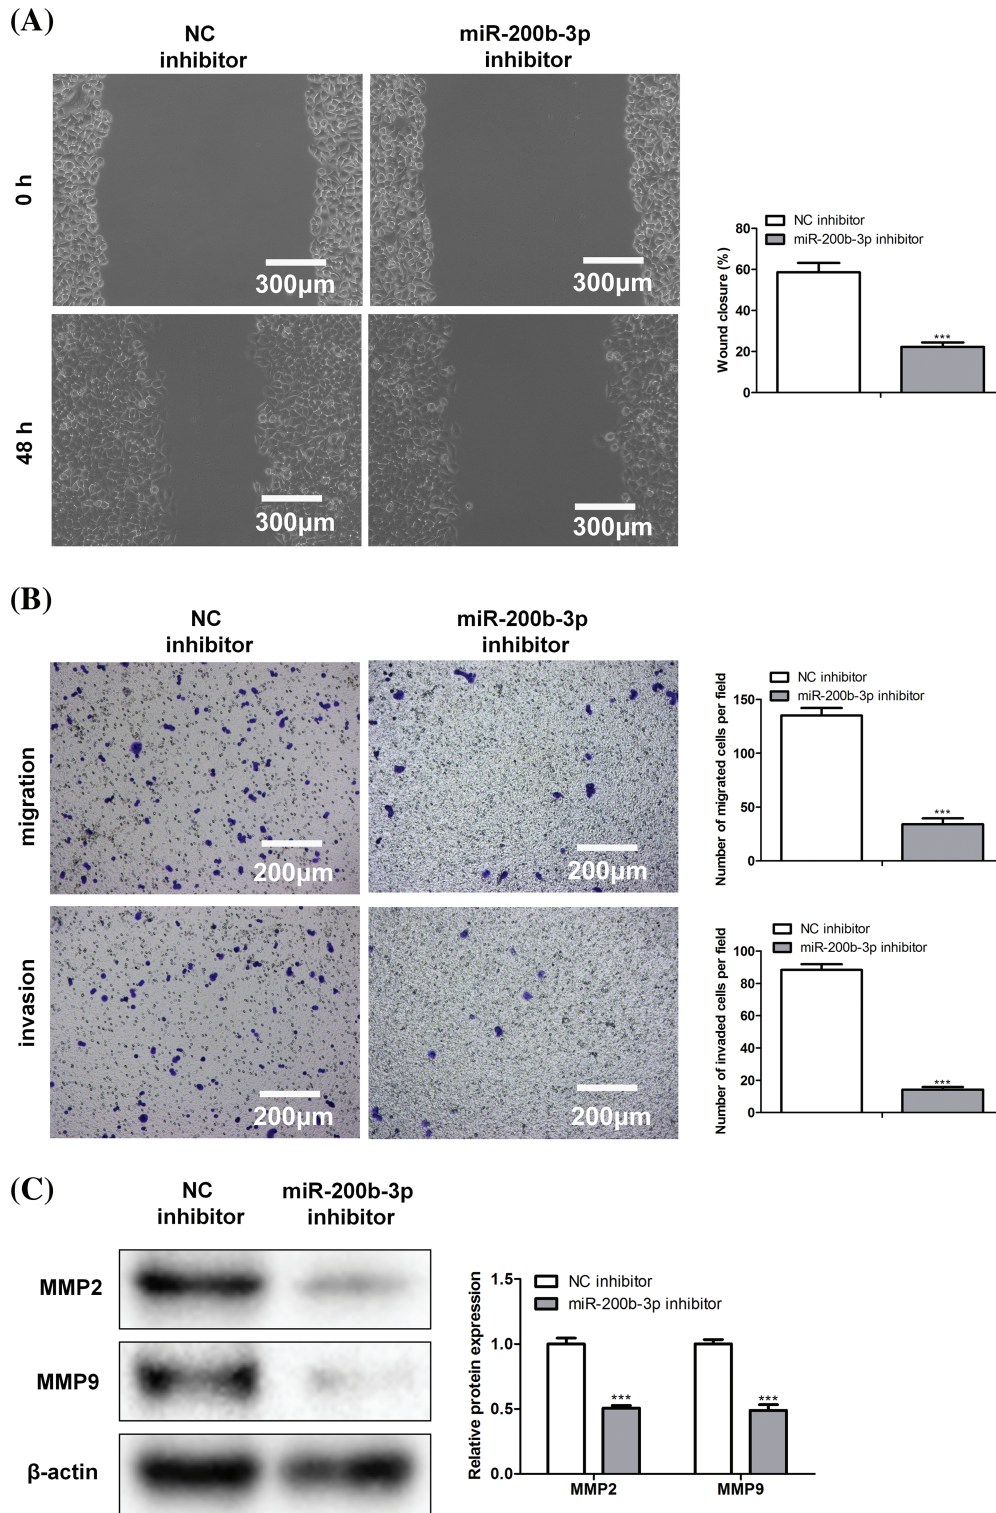 (A)
NC
inhibitor
miR-200b-3p
inhibitor
0 h
300μm
300μm
48 h
300μm
300μm
NC inhibitor
miR-200b-3p inhibitor
Wound closure (%)
80
60
40
20
0
***
(B)
NC
inhibitor
miR-200b-3p
inhibitor
migration
200μm
200μm
invasion
200μm
200μm
NC inhibitor
miR-200b-3p inhibitor
Number of migrated cells per field
150
100
50
0
***
NC inhibitor
miR-200b-3p inhibitor
Number of invaded cells per field
100
80
60
40
20
0
***
(C)
NC
inhibitor
miR-200b-3p
inhibitor
MMP2
MMP9
β-actin
NC inhibitor
miR-200b-3p inhibitor
Relative protein expression
1.5
1.0
0.5
0.0
***
***
MMP2
MMP9